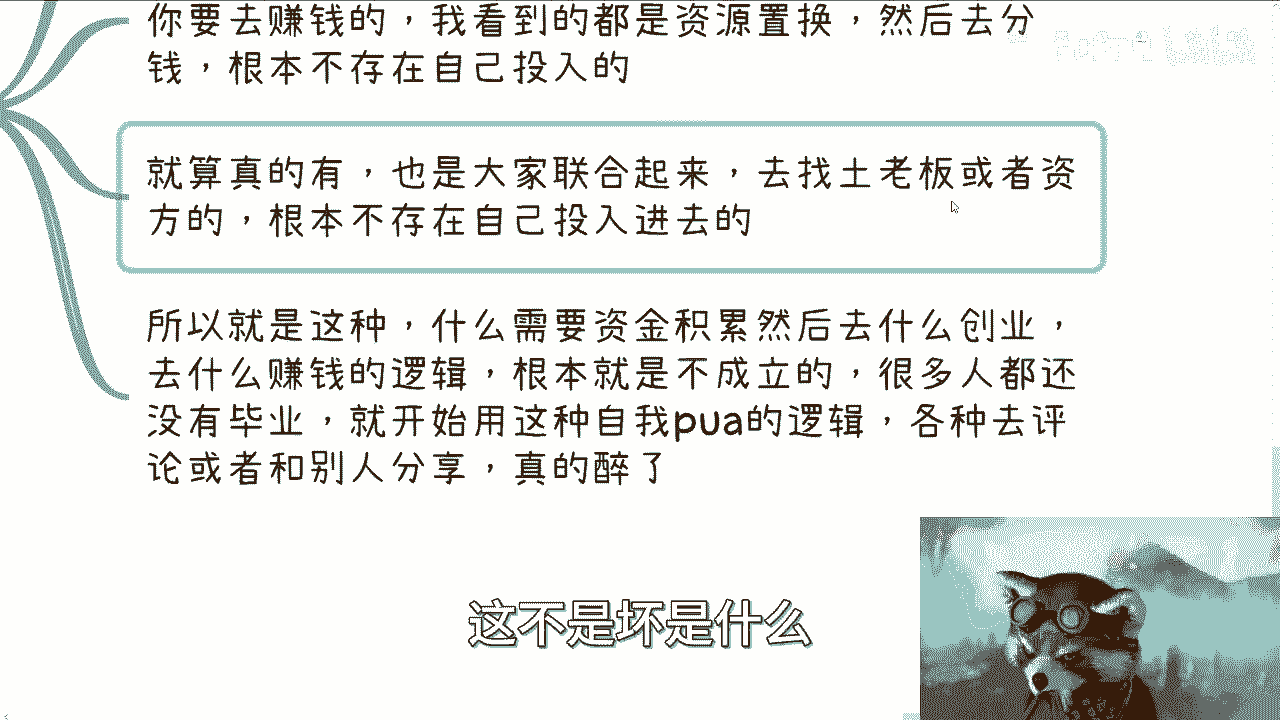 你要去赚钱的，我看到的都是资源置换，然后去分
钱，根本不存在自己投入的
就算真的有，也是大家联合起来，去找土老板或者资
方的，根本不存在自己投入进去的
所以就是这种，什么需要资金积累然后去什么创业，
去什么赚钱的逻辑，根本就是不成立的，很多人都还
没有毕业，就开始用这种自我pua的逻辑，各种去评
论或者和别人分享，真的醉了
这不是坏是什么